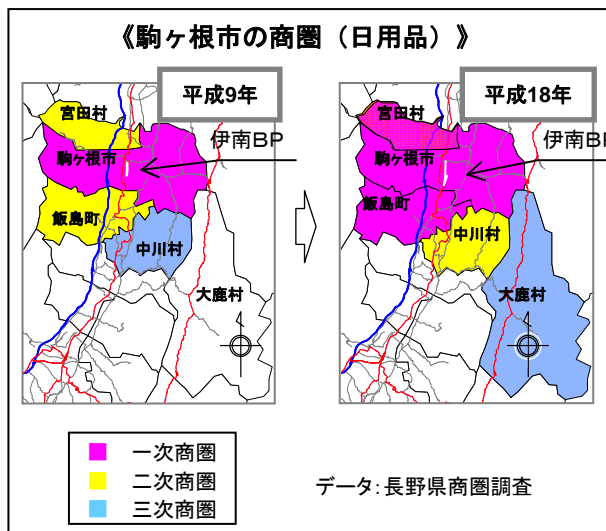 《駒ヶ根市の商圏（日用品）》
平成9年
宮田村
伊南BP
駒ヶ根市
飯島町
中川村
大鹿村
平成18年
宮田村
伊南BP
駒ヶ根市
飯島町
中川村
大鹿村
一次商圏
二次商圏
三次商圏
データ：長野県商圏調査